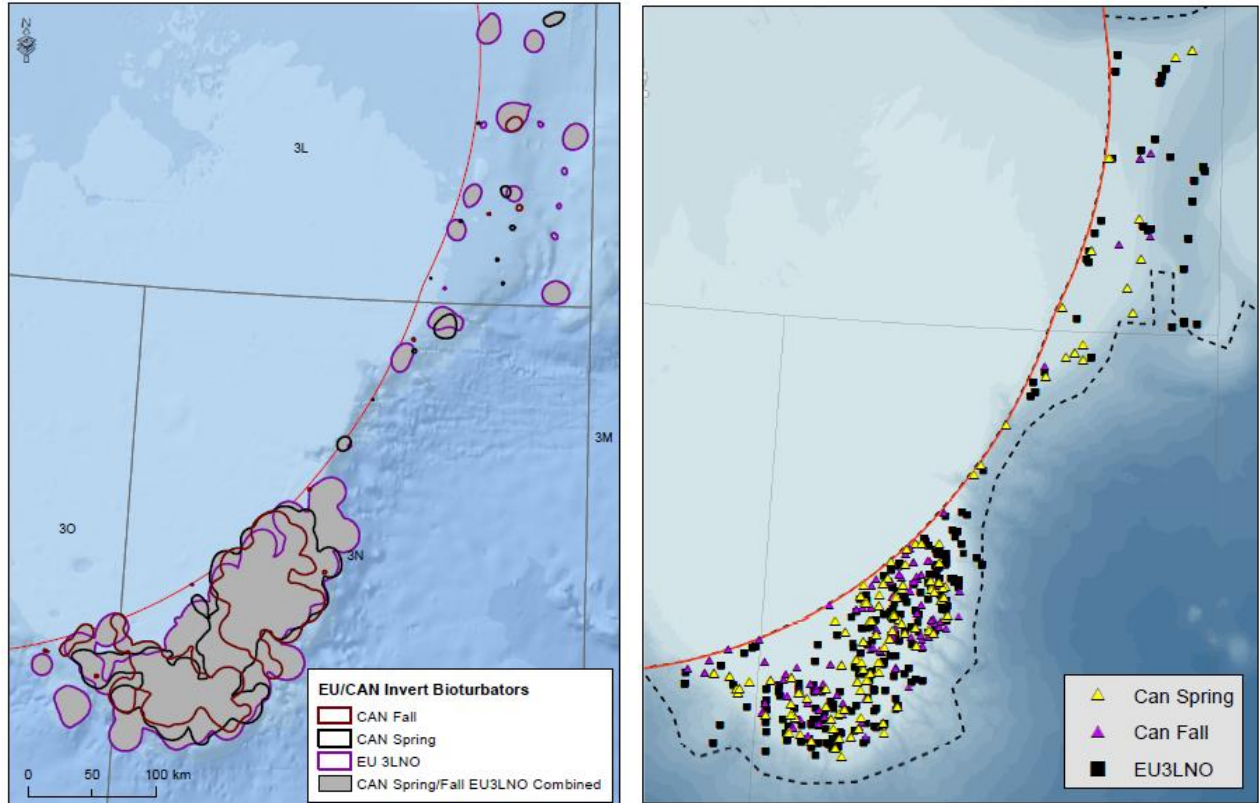 N
3L
3M
3O
3N
EU/CAN Invert Bioturbators
CAN Fall
CAN Spring
EU 3LNO
CAN Spring/Fall EU3LNO Combined
0 50 100 km
Can Spring
Can Fall
EU3LNO